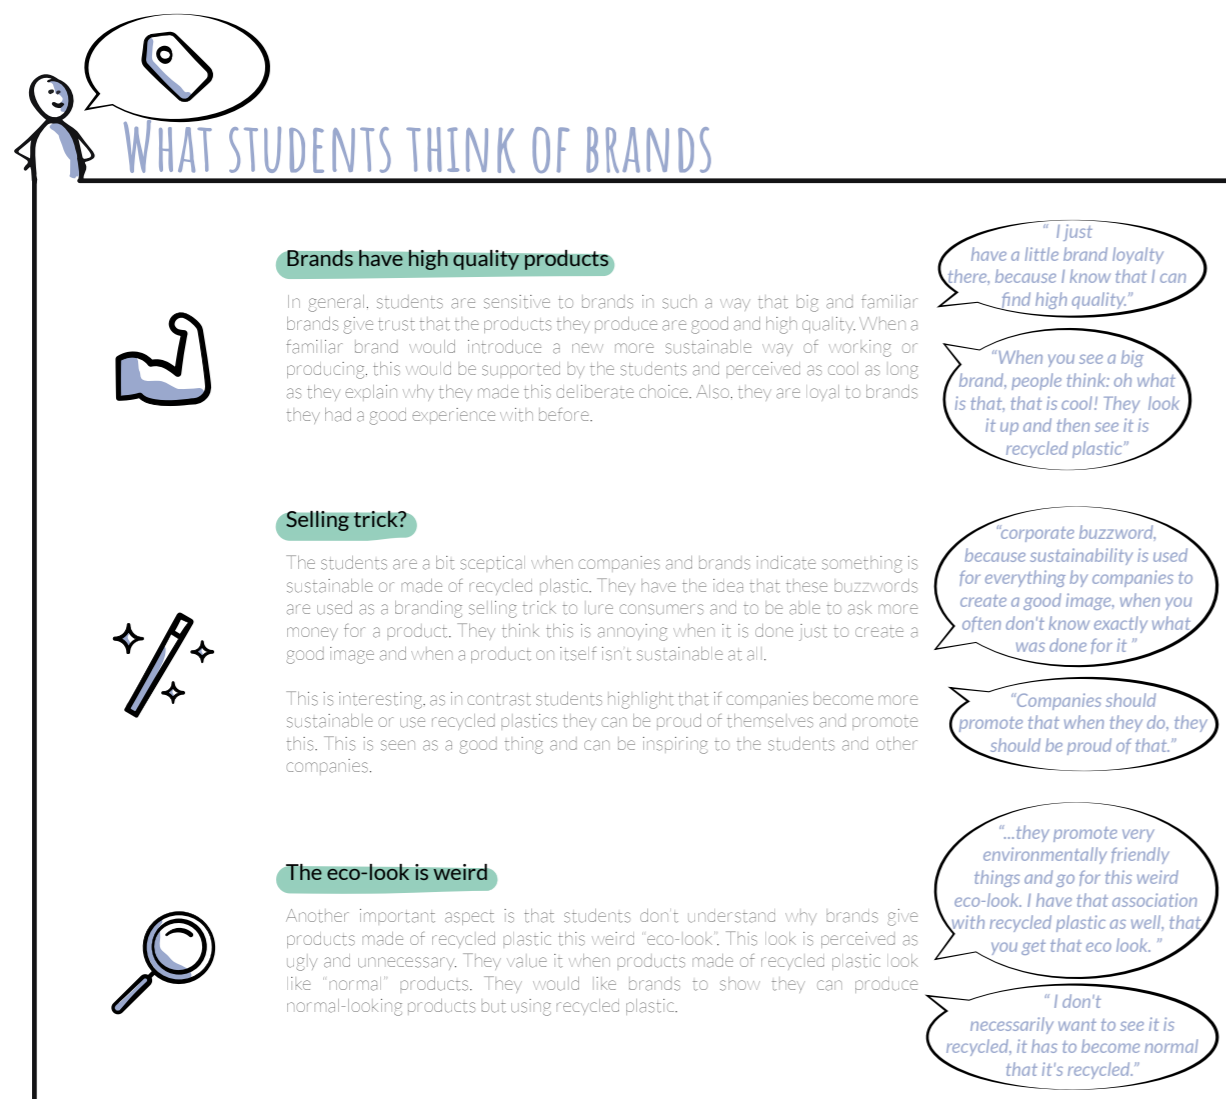 WHAT STUDENTS THINK OF BRANDS
Brands have high quality products
In general, students are sensitive to brands in such a way that big and familiar
brands give trust that the products they produce are good and high quality. When a
familiar brand would introduce a new more sustainable way of working or
producing, this would be supported by the students and perceived as cool as long
as they explain why they made this deliberate choice. Also, they are loyal to brands
they had a good experience with before.
“ I just
have a little brand loyalty
there, because I know that I can
find high quality.”
“When you see a big
brand, people think: oh what
is that, that is cool! They look
it up and then see it is
recycled plastic”
Selling trick?
The students are a bit sceptical when companies and brands indicate something is
sustainable or made of recycled plastic. They have the idea that these buzzwords
are used as a branding selling trick to lure consumers and to be able to ask more
money for a product. They think this is annoying when it is done just to create a
good image and when a product on itself isn’t sustainable at all.
This is interesting, as in contrast students highlight that if companies become more
sustainable or use recycled plastics they can be proud of themselves and promote
this. This is seen as a good thing and can be inspiring to the students and other
companies.
“corporate buzzword,
because sustainability is used
for everything by companies to
create a good image, when you
often don't know exactly what
was done for it ”
“Companies should
promote that when they do, they
should be proud of that.”
The eco-look is weird
Another important aspect is that students don’t understand why brands give
products made of recycled plastic this weird “eco-look”. This look is perceived as
ugly and unnecessary. They value it when products made of recycled plastic look
like “normal” products. They would like brands to show they can produce
normal-looking products but using recycled plastic.
“...they promote very
environmentally friendly
things and go for this weird
eco-look. I have that association
with recycled plastic as well, that
you get that eco look. ”
“ I don't
necessarily want to see it is
recycled, it has to become normal
that it's recycled.”